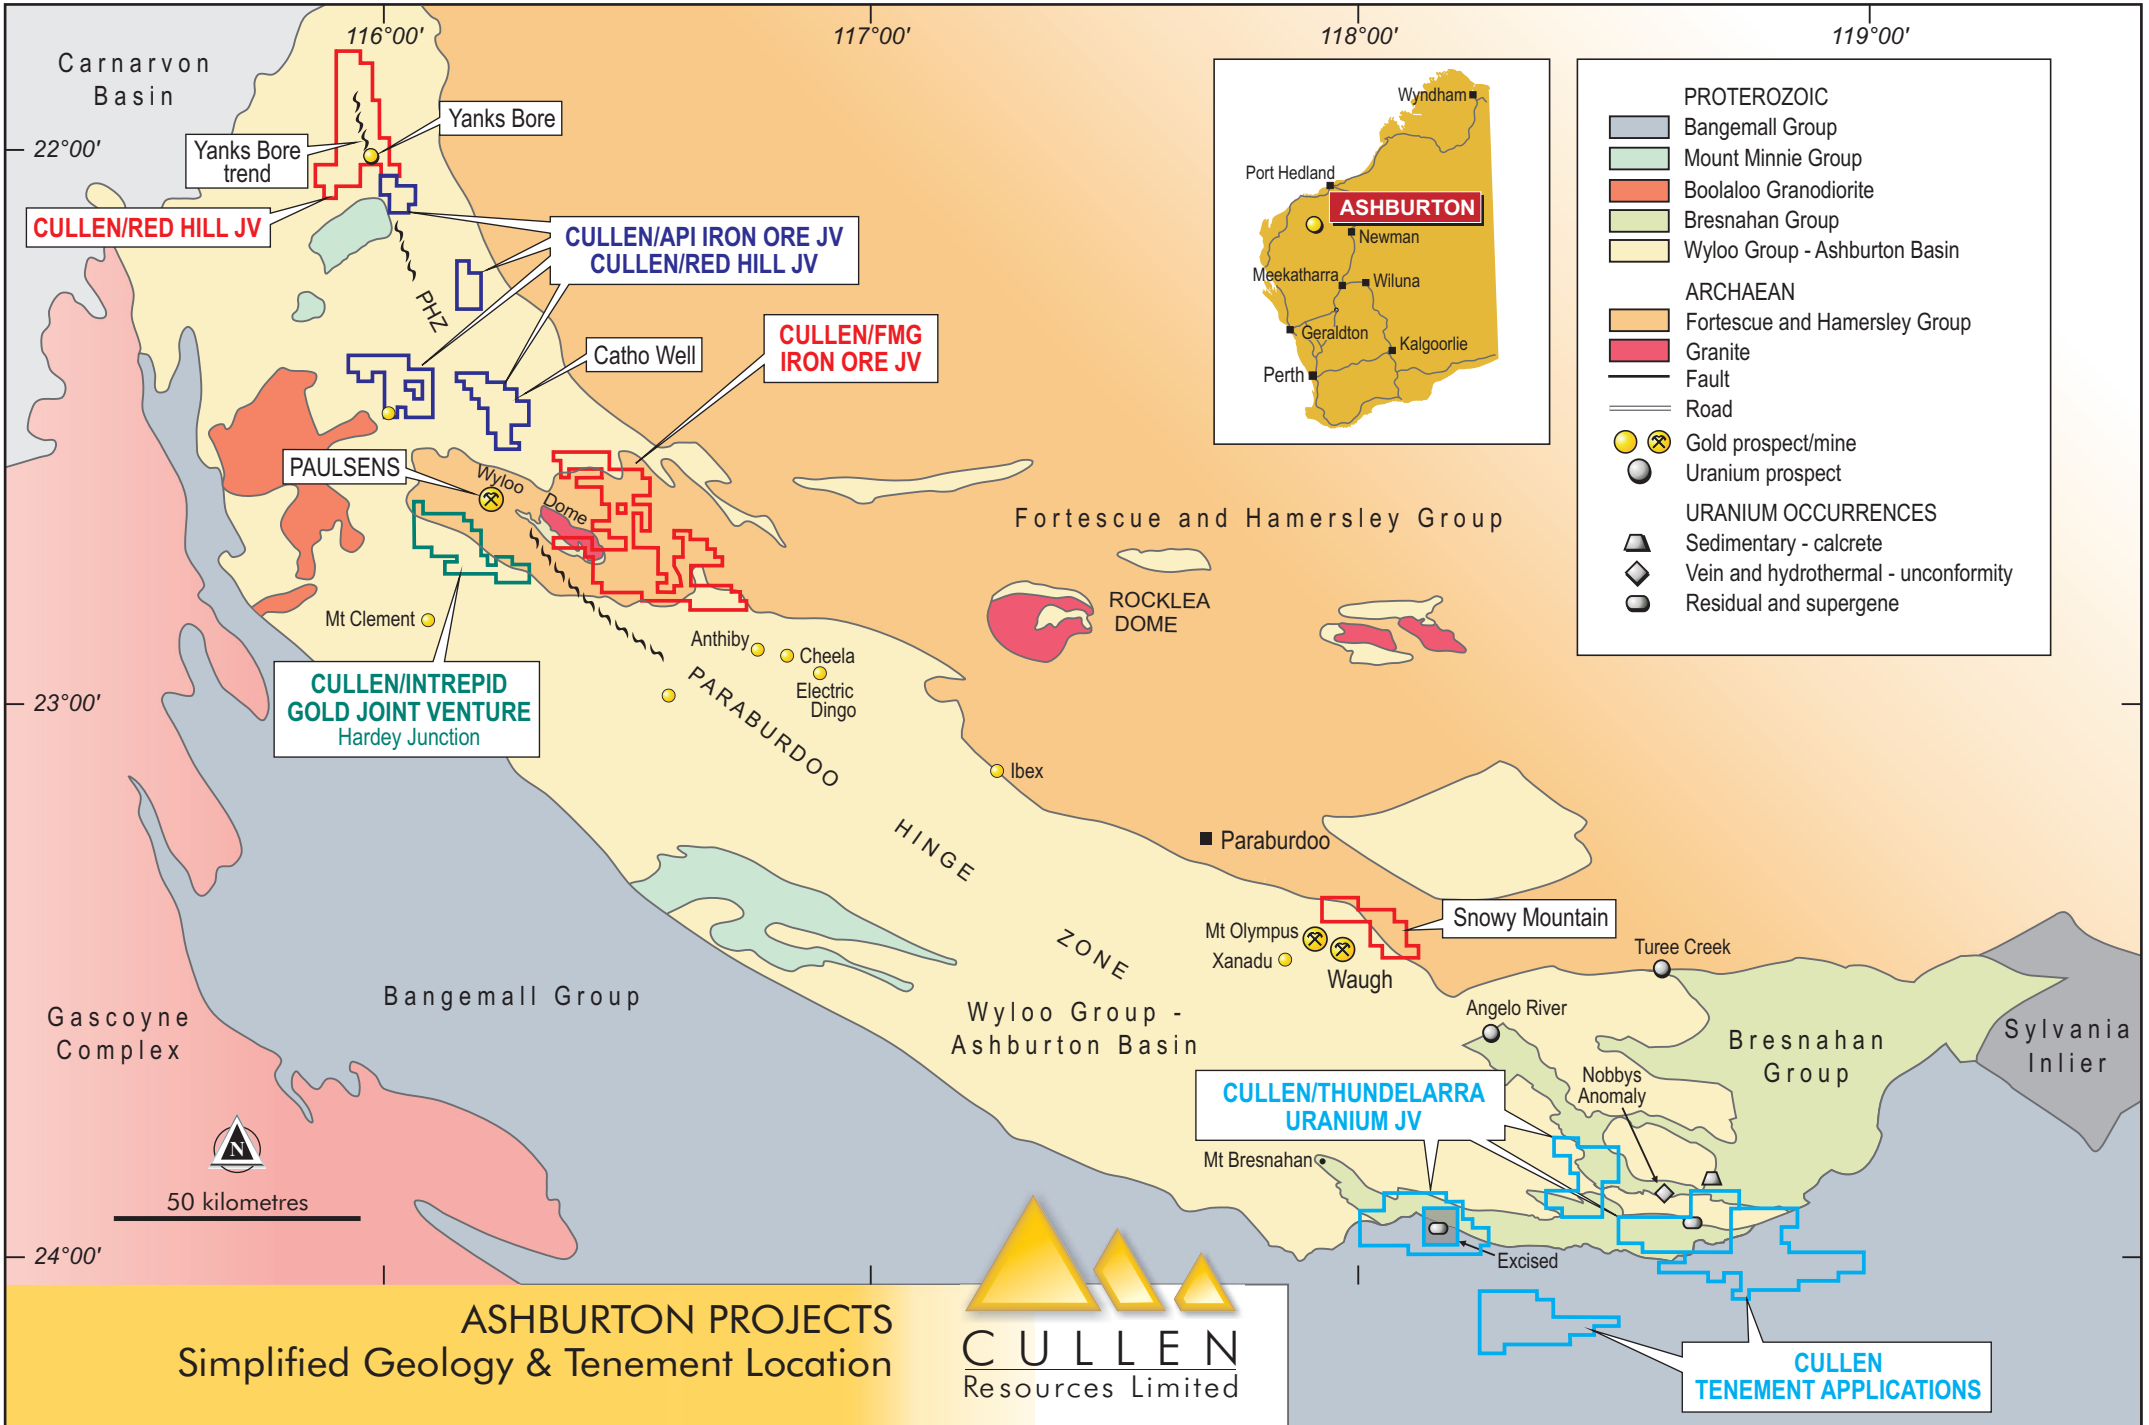 116°00'
117°00'
118°00'
119°00'
22°00'
23°00'
24°00'
Carnarvon
Basin
Yanks Bore
Yanks Bore
trend
CULLEN/RED HILL JV
CULLEN/API IRON ORE JV
CULLEN/RED HILL JV
PHZ
Catho Well
CULLEN/FMG
IRON ORE JV
PAULSENS
Wyloo
Dome
Mt Clement
CULLEN/INTREPID
GOLD JOINT VENTURE
Hardey Junction
Anthiby
Cheela
Electric
Dingo
PARABURDOO
HINGE
ZONE
Ibex
Fortescue and Hamersley Group
ROCKLEA
DOME
Paraburdoo
Snowy Mountain
Mt Olympus
Xanadu
Waugh
Turee Creek
Angelo River
Bangemall Group
Gascoyne
Complex
Wyloo Group -
Ashburton Basin
Bresnahan
Group
Sylvania
Inlier
Nobbys
Anomaly
CULLEN/THUNDELARRA
URANIUM JV
Mt Bresnahan
Excised
CULLEN
TENEMENT APPLICATIONS
N
50 kilometres
Wyndham
Port Hedland
ASHBURTON
Newman
Meekatharra
Wiluna
Geraldton
Kalgoorlie
Perth
PROTEROZOIC
Bangemall Group
Mount Minnie Group
Boolaloo Granodiorite
Bresnahan Group
Wyloo Group - Ashburton Basin
ARCHAEAN
Fortescue and Hamersley Group
Granite
Fault
Road
Gold prospect/mine
Uranium prospect
URANIUM OCCURRENCES
Sedimentary - calcrete
Vein and hydrothermal - unconformity
Residual and supergene
ASHBURTON PROJECTS
Simplified Geology & Tenement Location
CULLEN
Resources Limited